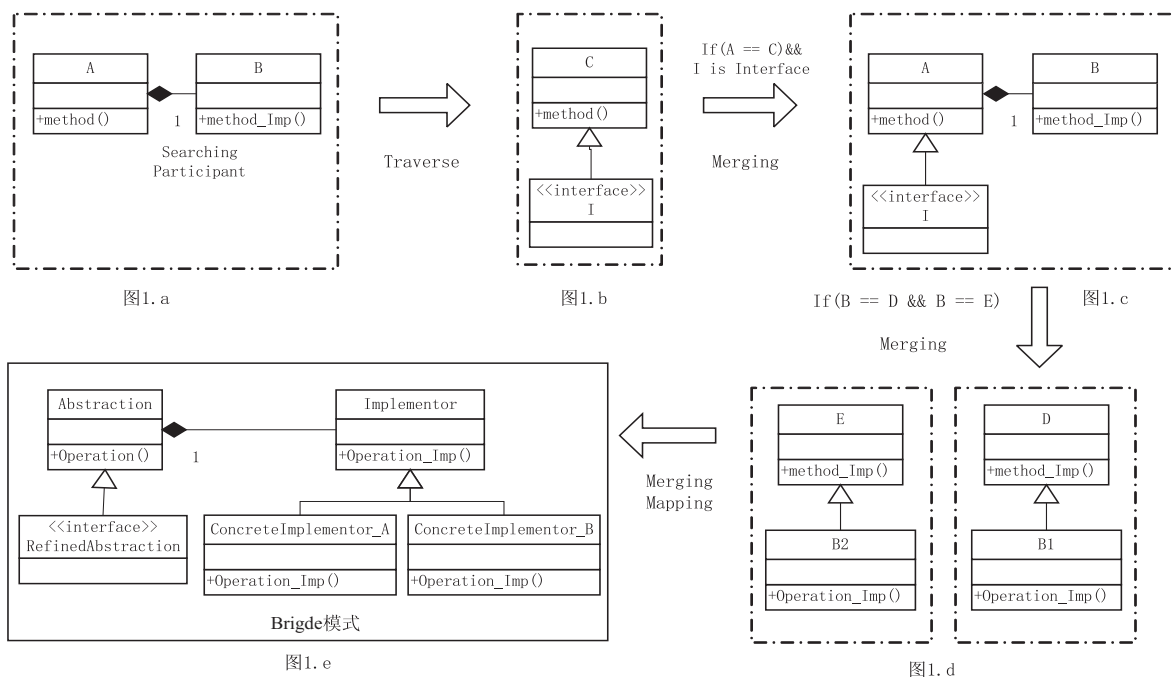 A
+method()
B
+method_Imp()
1
Searching
Participant
图1.a
Traverse
C
+method()
<<interface>>
I
图1.b
If(A == C)&&
I is Interface
Merging
A
+method()
B
+method_Imp()
1
<<interface>>
I
图1.c
If(B == D && B == E)
Merging
E
+method_Imp()
B2
+Operation_Imp()
D
+method_Imp()
B1
+Operation_Imp()
图1.d
Merging
Mapping
Abstraction
+Operation()
1
Implementor
+Operation_Imp()
<<interface>>
RefinedAbstraction
ConcreteImplementor_A
+Operation_Imp()
ConcreteImplementor_B
+Operation_Imp()
Brigde模式
图1.e